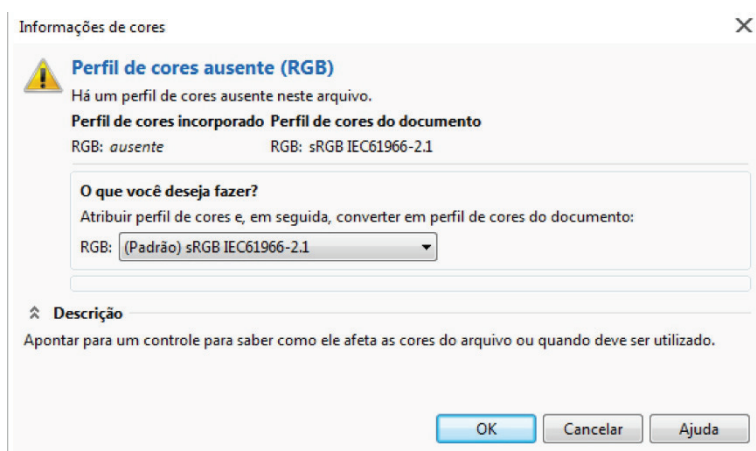 Informações de cores
Perfil de cores ausente (RGB)
Há um perfil de cores ausente neste arquivo.
Perfil de cores incorporado Perfil de cores do documento
RGB: ausente RGB: sRGB IEC61966-2.1
O que você deseja fazer?
Atribuir perfil de cores e, em seguida, converter em perfil de cores do documento:
RGB: (Padrão) sRGB IEC61966-2.1
Descrição
Apontar para um controle para saber como ele afeta as cores do arquivo ou quando deve ser utilizado.
OK Cancelar Ajuda